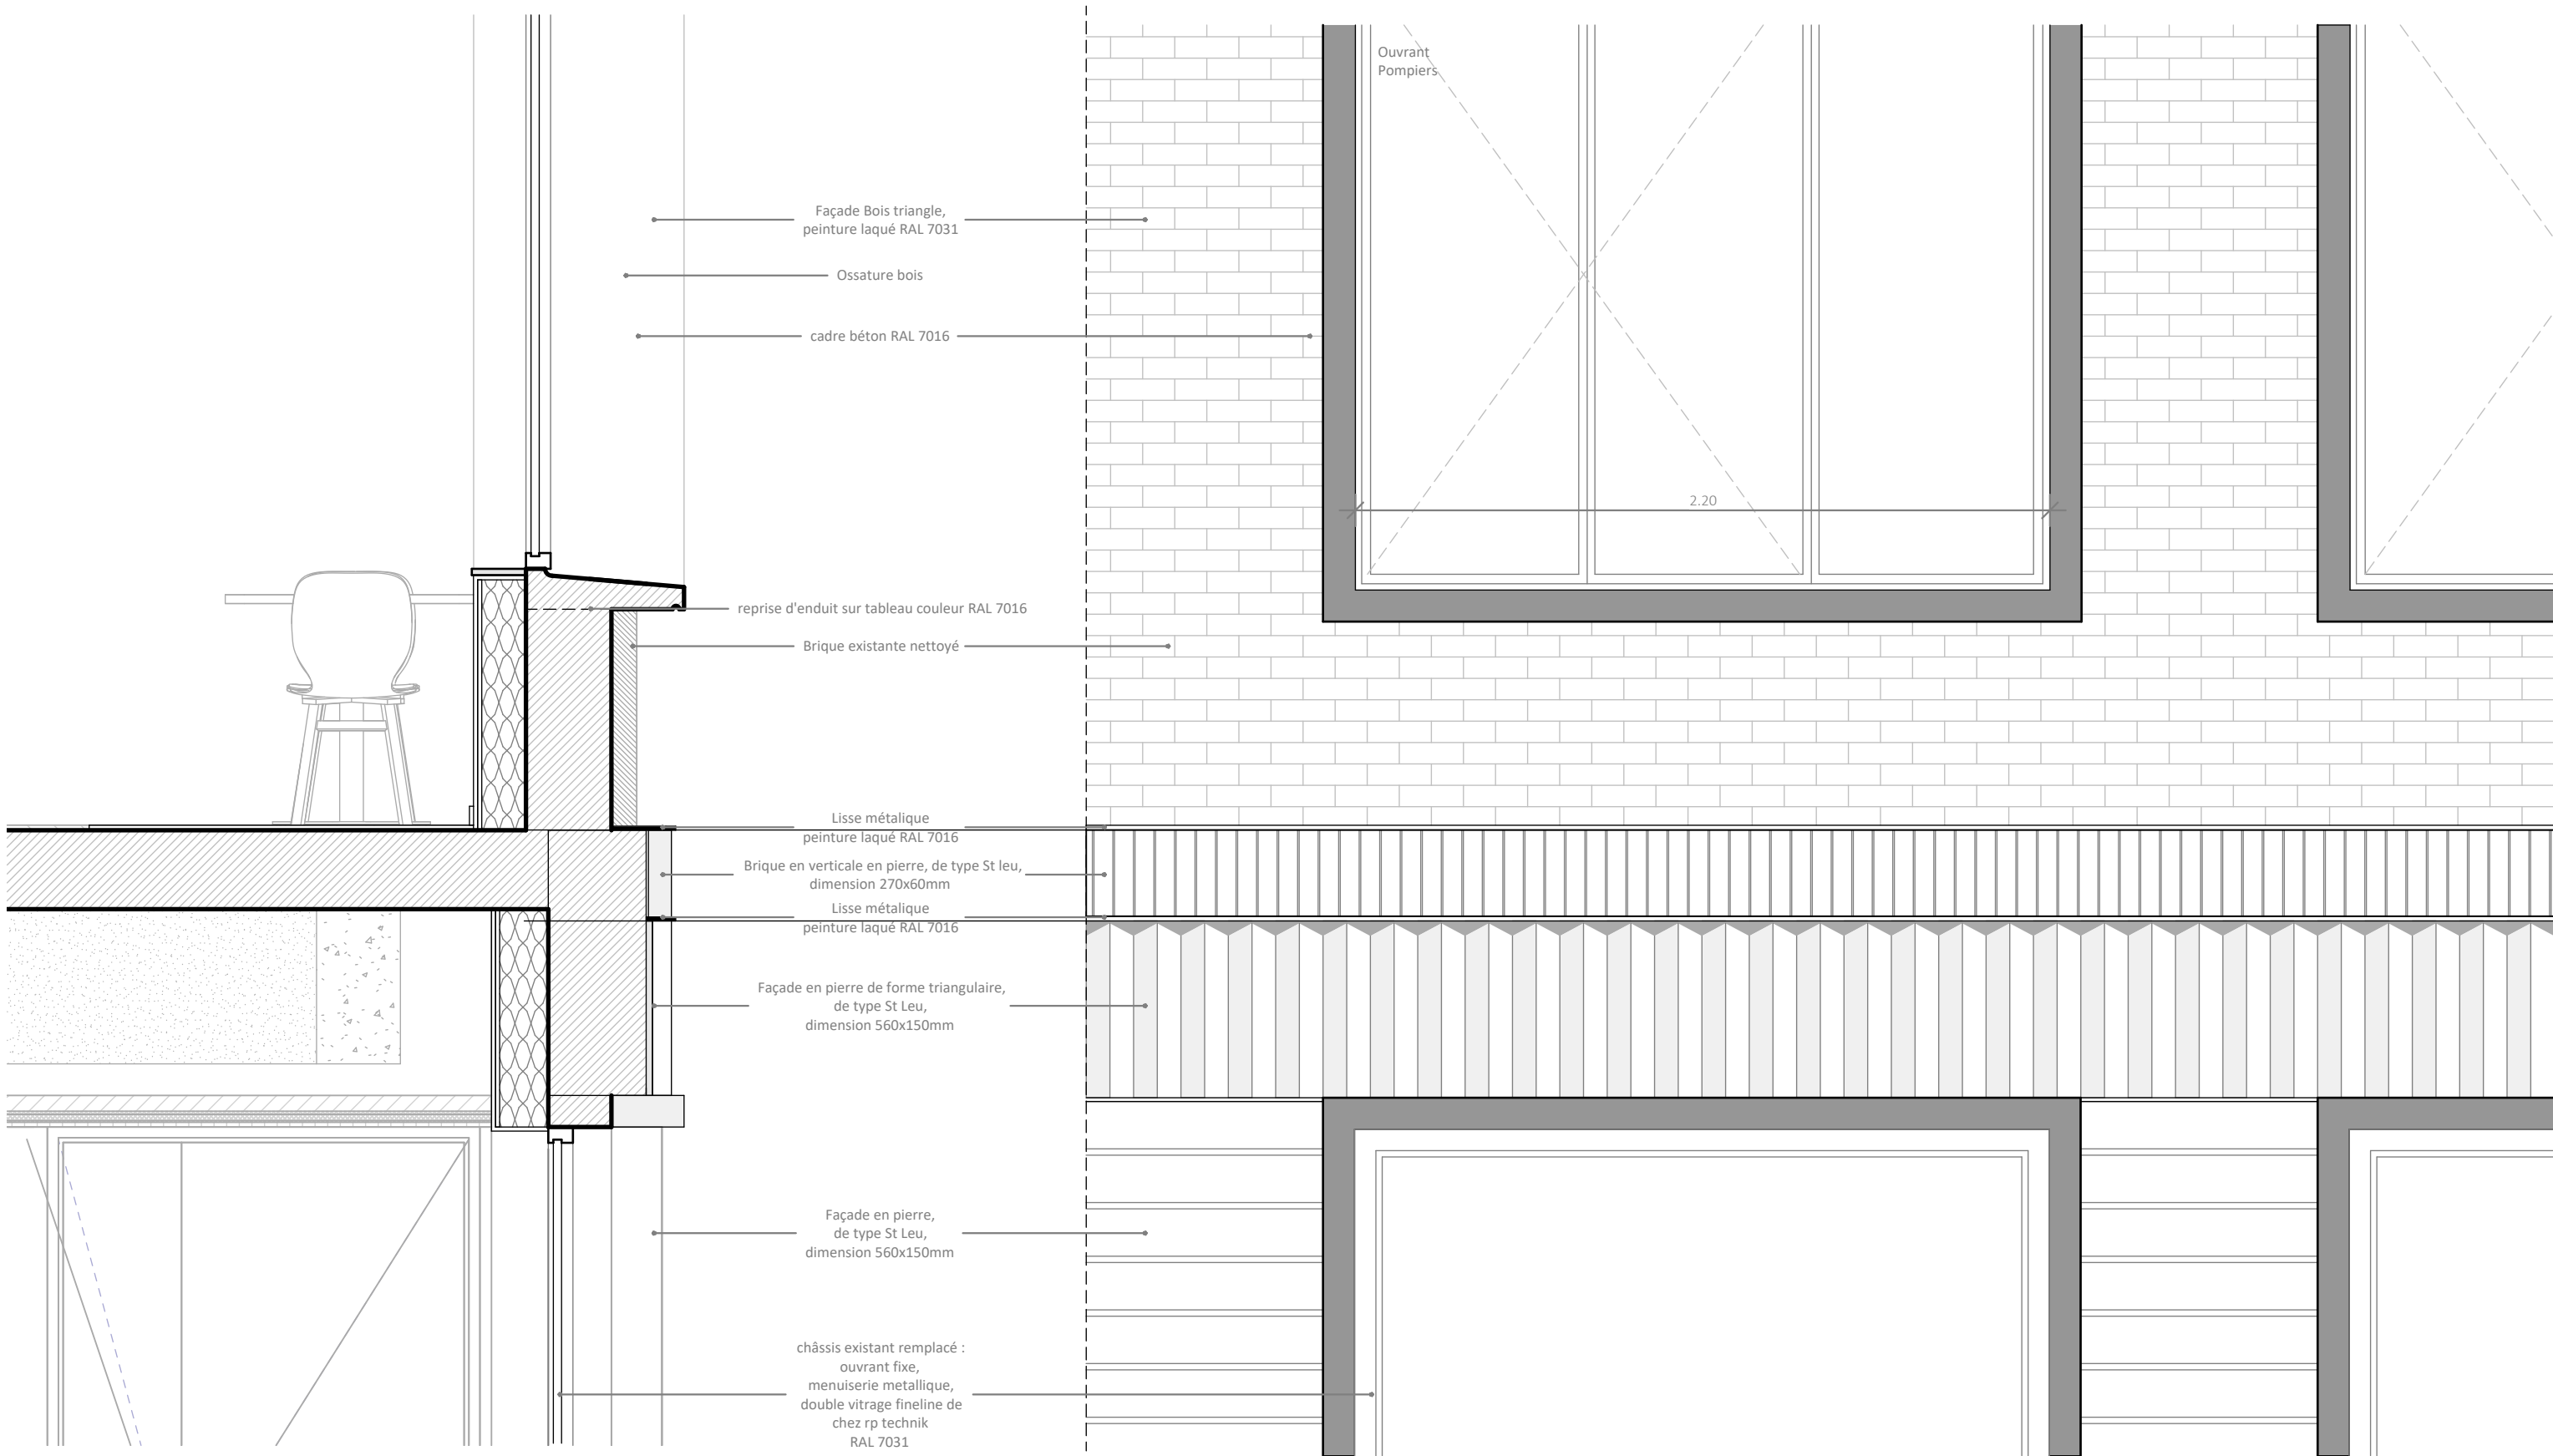 Ouvrant
Pompiers
Façade Bois triangle,
peinture laqué RAL 7031
Ossature bois
cadre béton RAL 7016
2.20
reprise d'enduit sur tableau couleur RAL 7016
Brique existante nettoyé
Lisse métalique
peinture laqué RAL 7016
Brique en verticale en pierre, de type St leu,
dimension 270x60mm
Lisse métalique
peinture laqué RAL 7016
Façade en pierre de forme triangulaire,
de type St Leu,
dimension 560x150mm
Façade en pierre,
de type St Leu,
dimension 560x150mm
châssis existant remplacé :
ouvrant fixe,
menuiserie metallique,
double vitrage fineline de
chez rp technik
RAL 7031